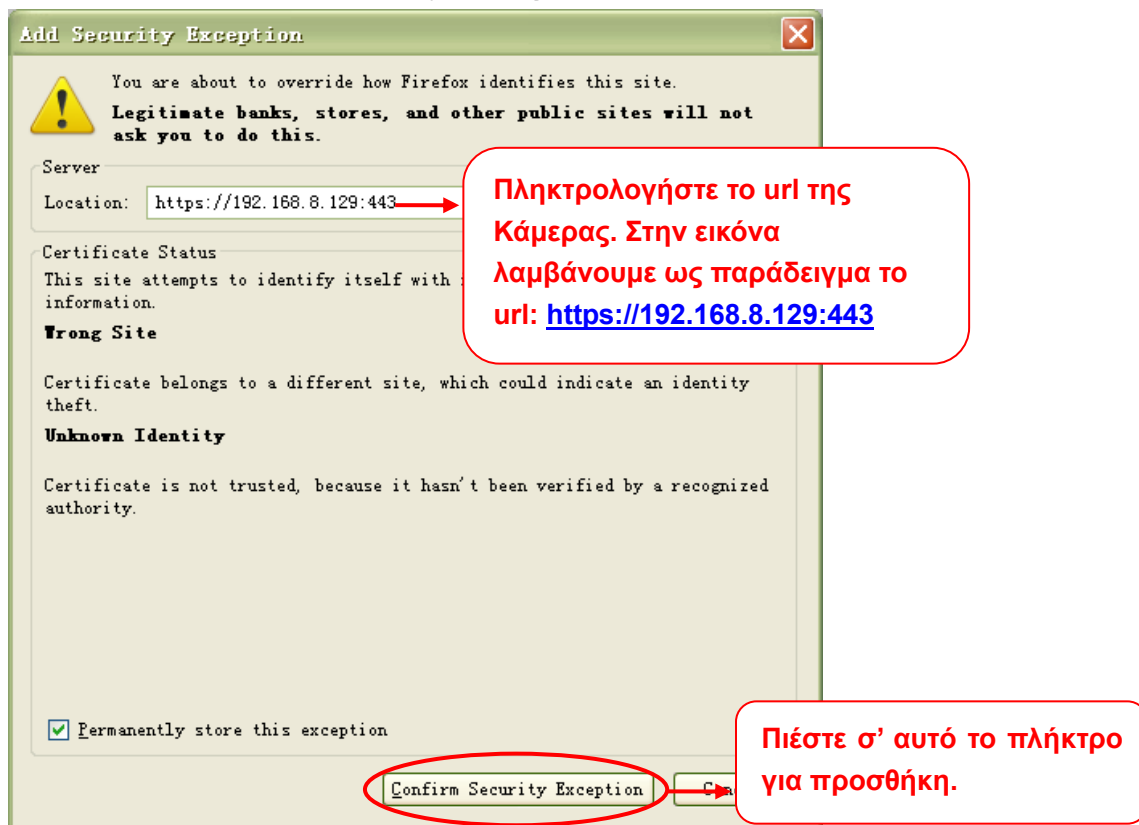 Add Security Exception
You are about to override how Firefox identifies this site.
Legitimate banks, stores, and other public sites will not
ask you to do this.
Server
Location: https://192.168.8.129:443
Πληκτρολογήστε το url της
Κάμερας. Στην εικόνα
λαμβάνουμε ως παράδειγμα το
url: https://192.168.8.129:443
Certificate Status
This site attempts to identify itself with
information.
Wrong Site
Certificate belongs to a different site, which could indicate an identity
theft.
Unknown Identity
Certificate is not trusted, because it hasn't been verified by a recognized
authority.
Permanently store this exception
Confirm Security Exception
Πιέστε σ’ αυτό το πλήκτρο
για προσθήκη.